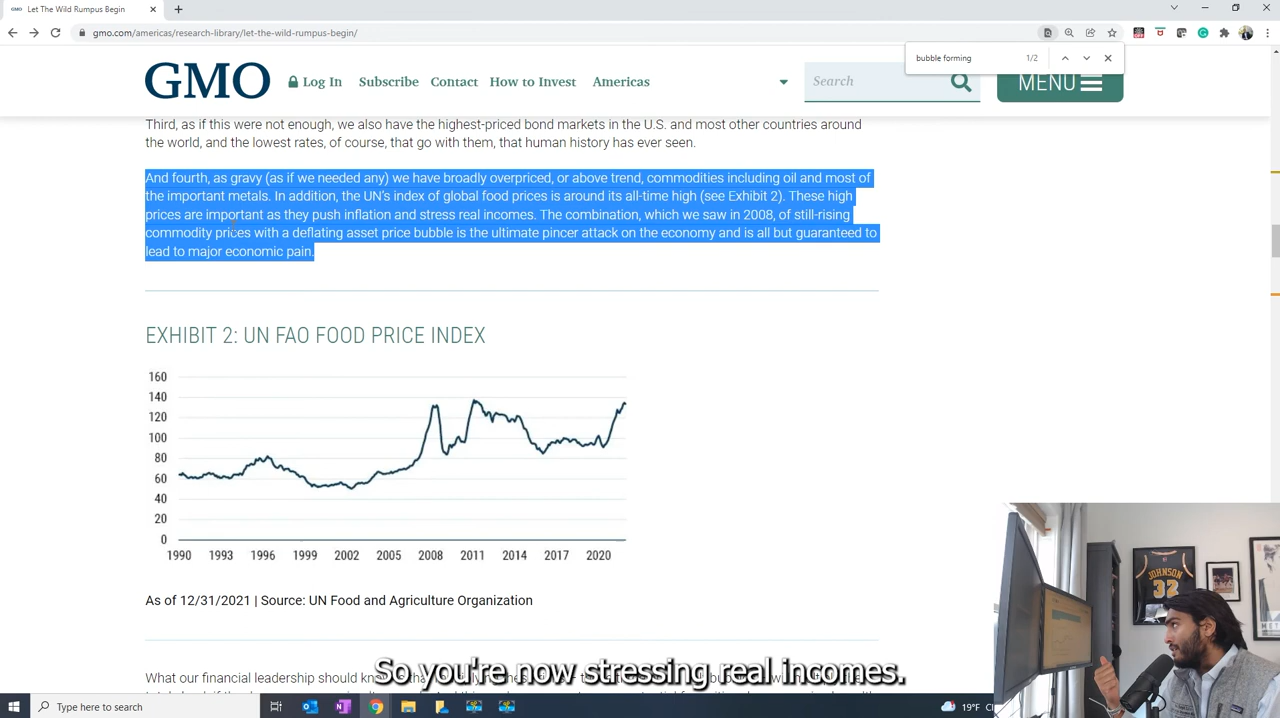 GMO Let The Wild Rumpus Begin
gmo.com/americas/research-library/let-the-wild-rumpus-begin/
bubble forming 1/2
GMO Log In Subscribe Contact How to Invest Americas Search MENU
Third, as if this were not enough, we also have the highest-priced bond markets in the U.S. and most other countries around
the world, and the lowest rates, of course, that go with them, that human history has ever seen.
And fourth, as gravy (as if we needed any) we have broadly overpriced, or above trend, commodities including oil and most of
the important metals. In addition, the UN's index of global food prices is around its all-time high (see Exhibit 2). These high
prices are important as they push inflation and stress real incomes. The combination, which we saw in 2008, of still-rising
commodity prices with a deflating asset price bubble is the ultimate pincer attack on the economy and is all but guaranteed to
lead to major economic pain.
EXHIBIT 2: UN FAO FOOD PRICE INDEX
160
140
120
100
80
60
40
20
0
1990 1993 1996 1999 2002 2005 2008 2011 2014 2017 2020
As of 12/31/2021 | Source: UN Food and Agriculture Organization
JOHNSON
32
What our financial leadership should
So you're now stressing real incomes.
Type here to search
19°F